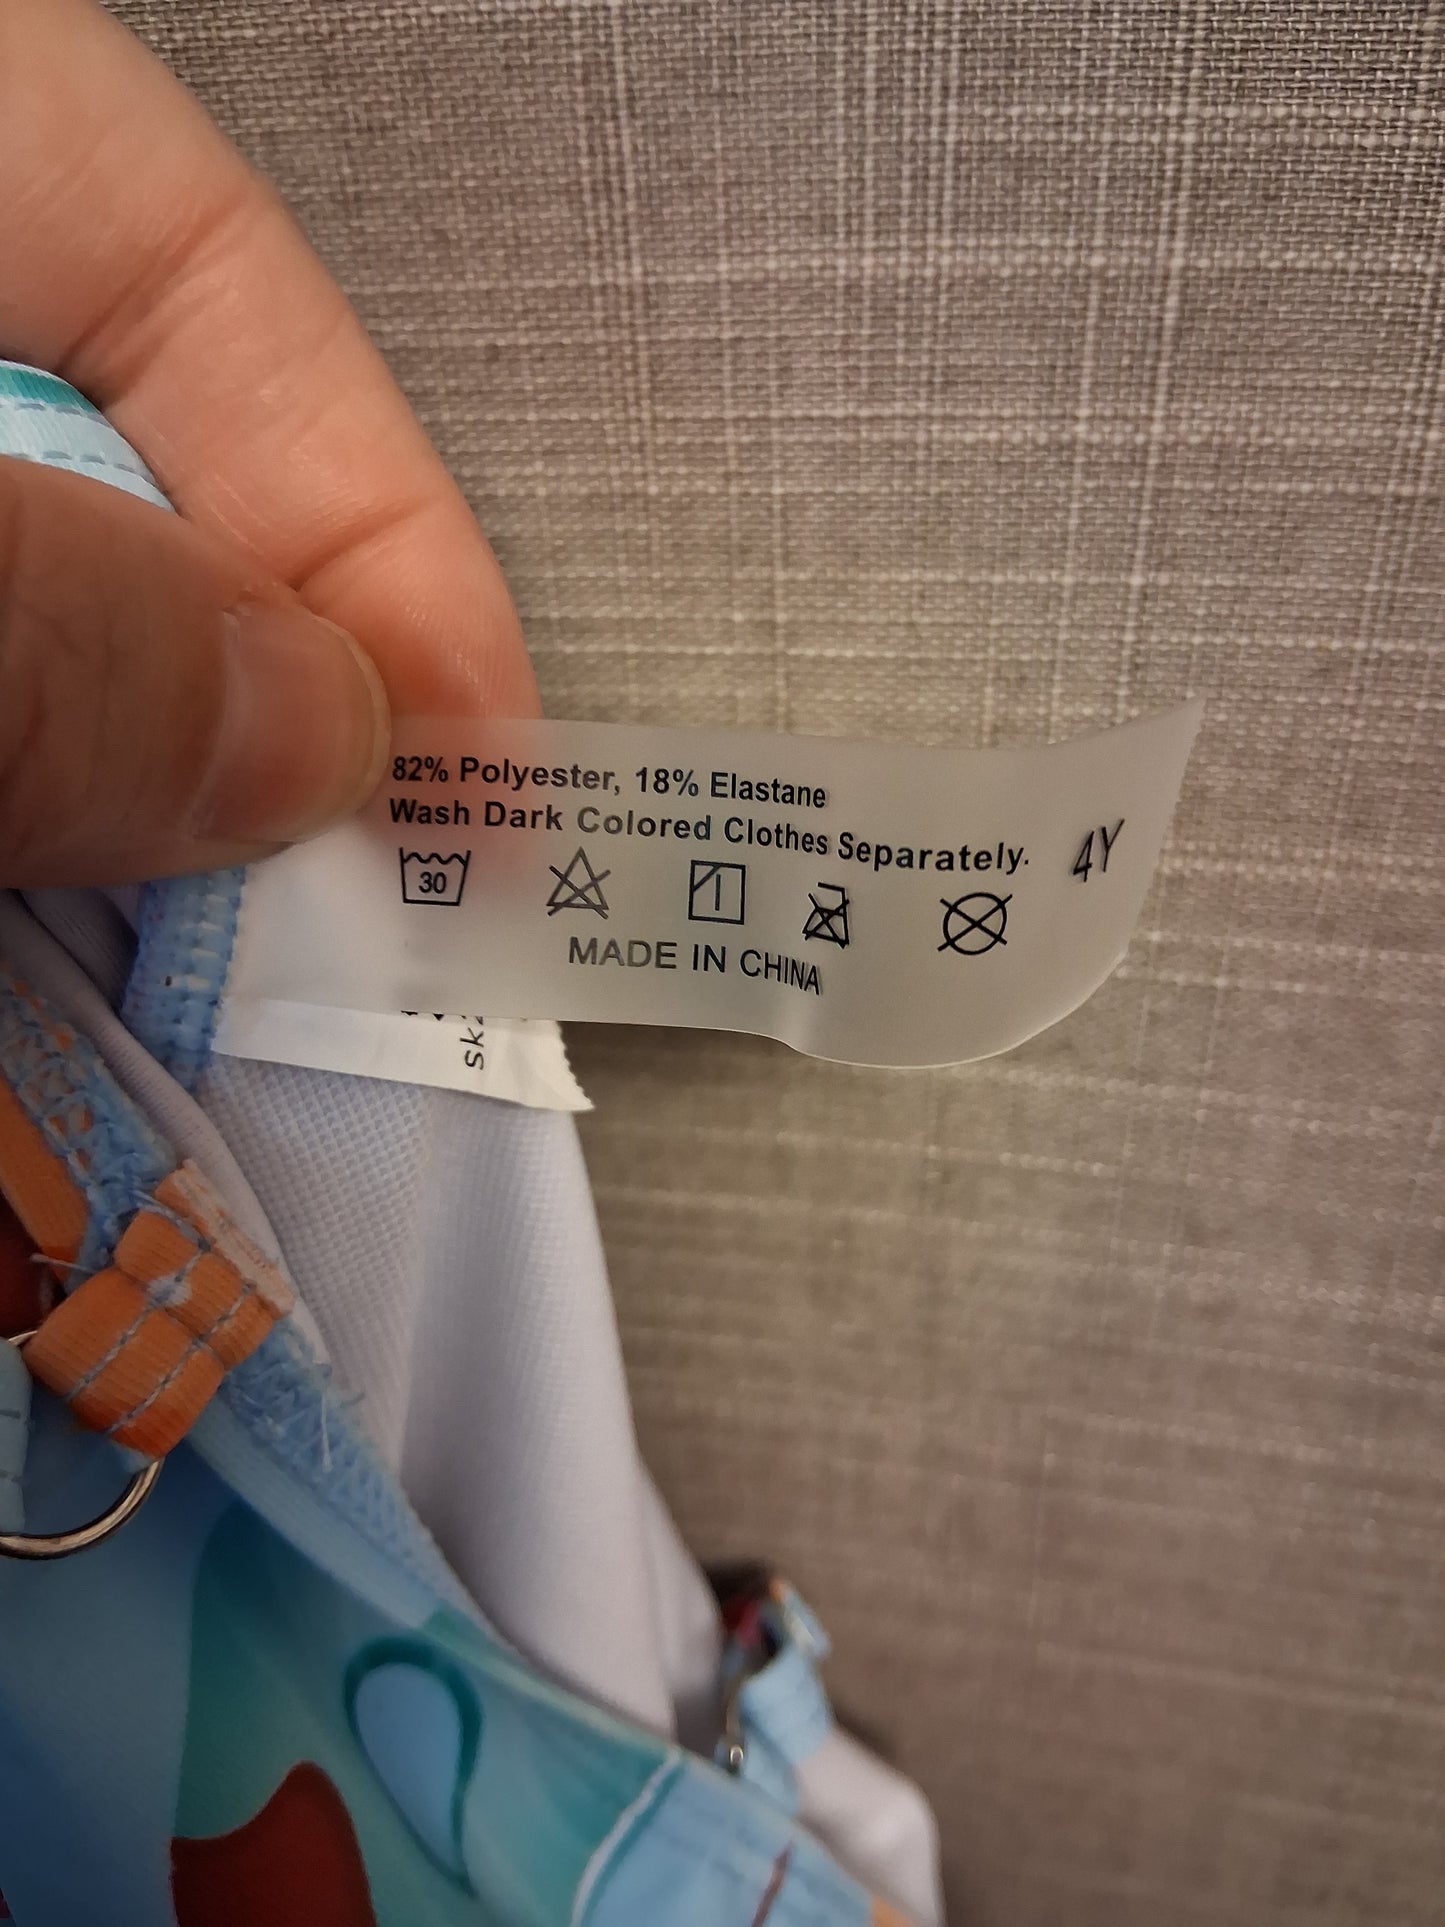 82% Polyester, 18% Elastane
Wash Dark Colored Clothes Separately.
4Y
30
MADE IN CHINA